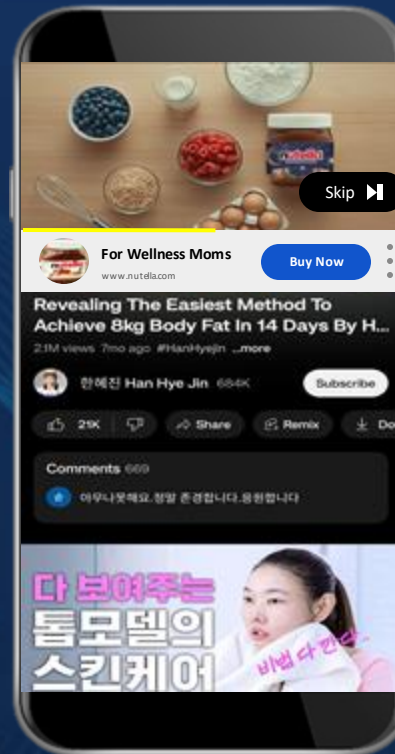 nutella
Skip
For Wellness Moms
www.nutella.com
Buy Now
Revealing The Easiest Method To
Achieve 8kg Body Fat In 14 Days By H...
2.1M views 7mo ago #HanHyejin ...more
한혜진 Han Hye Jin 684K
Subscribe
21K
Share
Remix
Do
Comments 669
아무나못해요.정말 존경합니다.응원합니다
다 보여주는
톱모델의
스킨케어
비법 다 깐다..